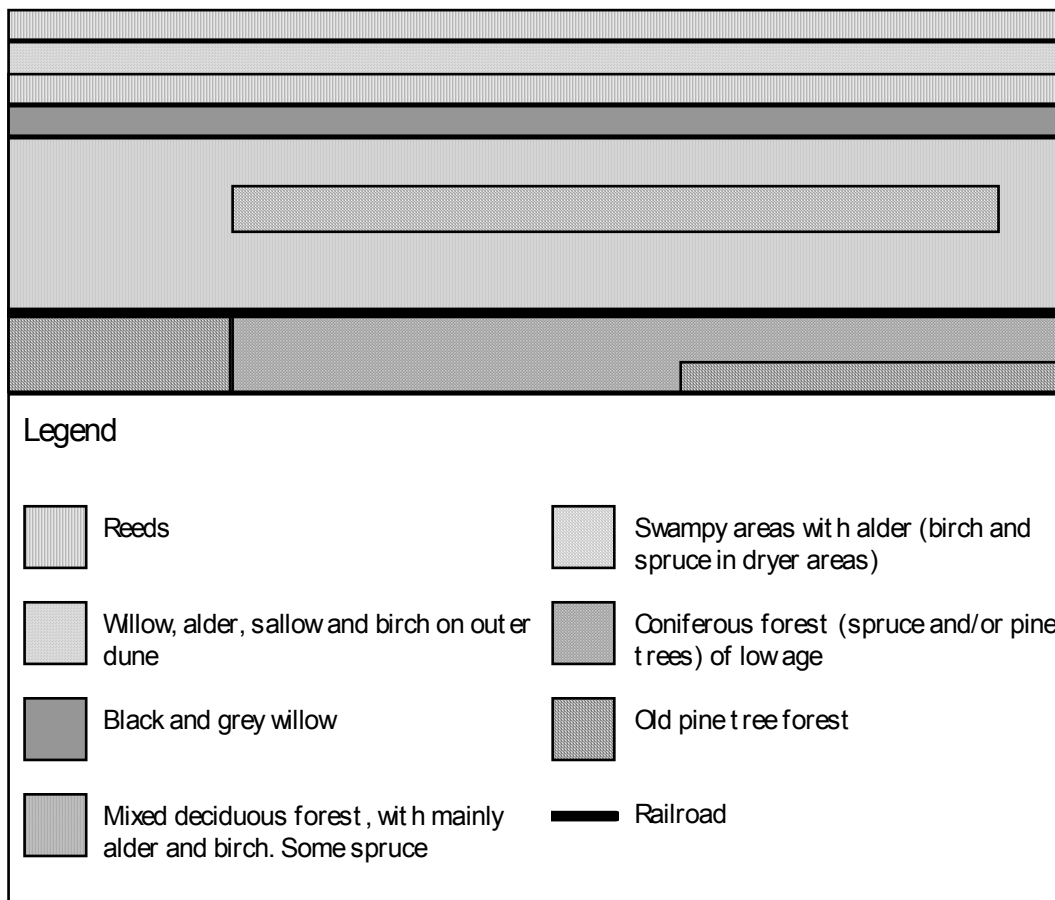 Legend
Reeds
Willow, alder, sallow and birch on outer
dune
Black and grey willow
Mixed deciduous forest, with mainly
alder and birch. Some spruce
Swampy areas with alder (birch and
spruce in dryer areas)
Coniferous forest (spruce and/or pine
trees) of low age
Old pine tree forest
Railroad